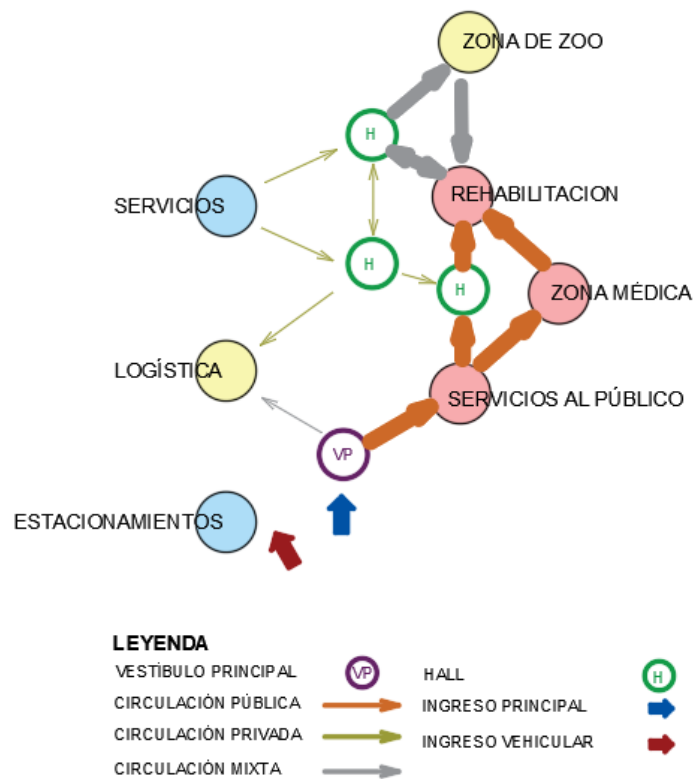 ZONA DE ZOO
H
SERVICIOS
REHABILITACION
H
H
ZONA MÉDICA
LOGÍSTICA
SERVICIOS AL PÚBLICO
VP
ESTACIONAMIENTOS
LEYENDA
VESTÍBULO PRINCIPAL VP HALL H
CIRCULACIÓN PÚBLICA INGRESO PRINCIPAL
CIRCULACIÓN PRIVADA INGRESO VEHICULAR
CIRCULACIÓN MIXTA